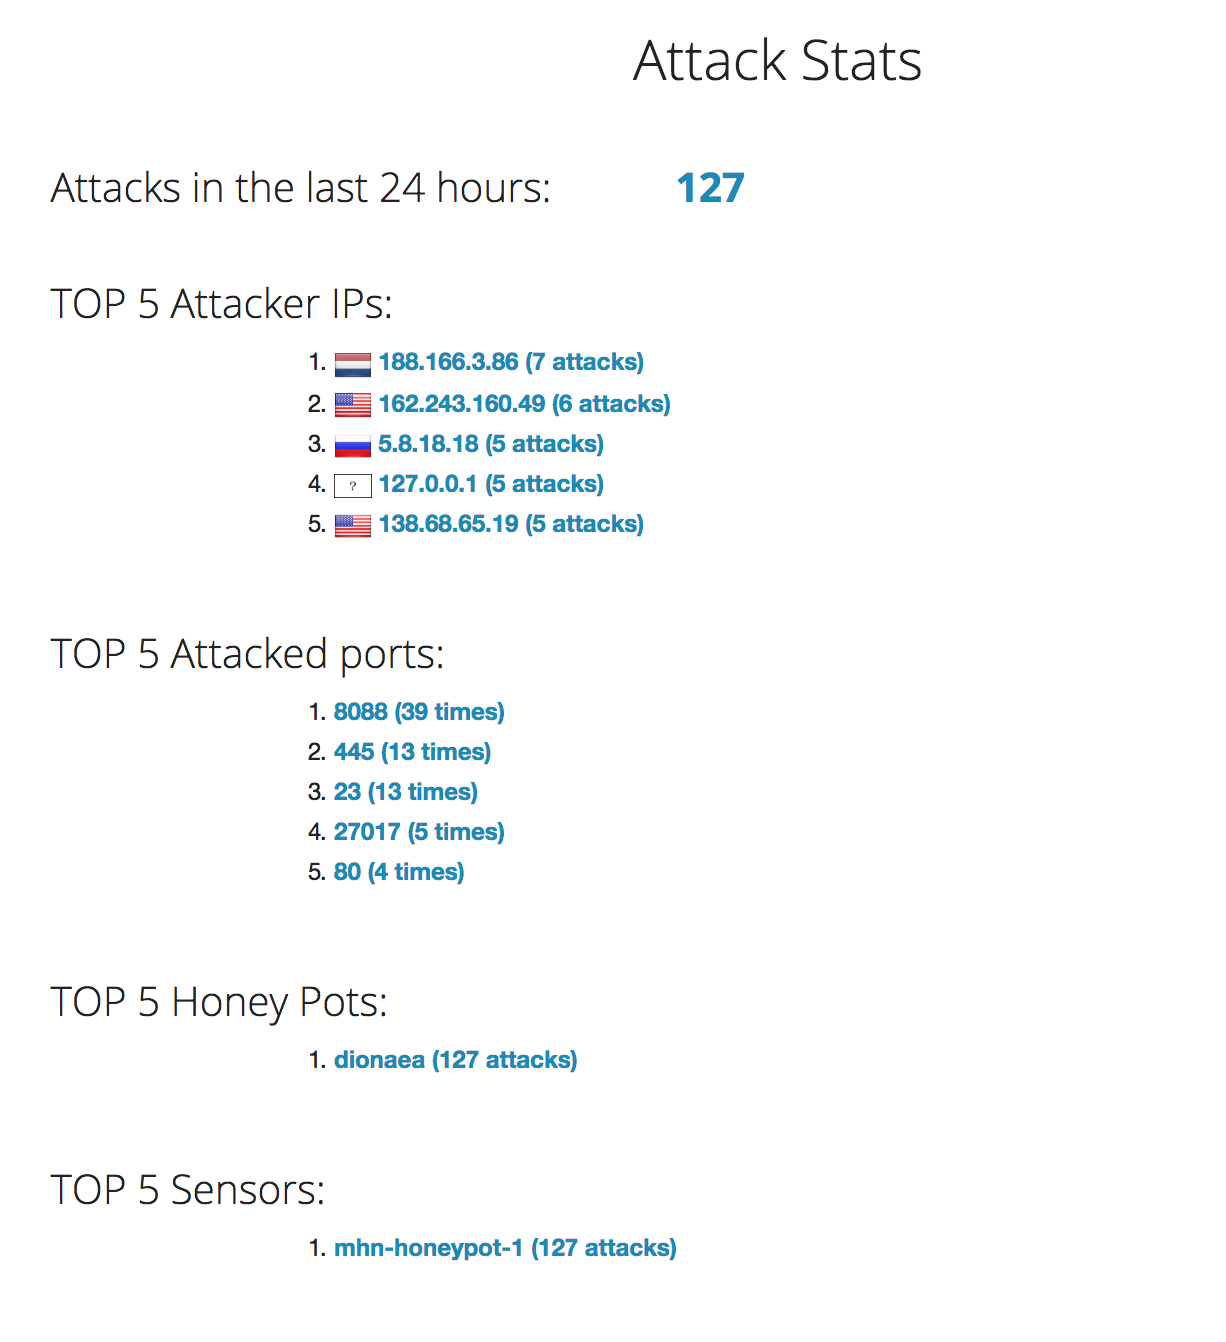 Attack Stats
Attacks in the last 24 hours: 127
TOP 5 Attacker IPs:
1. 188.166.3.86 (7 attacks)
2. 162.243.160.49 (6 attacks)
3. 5.8.18.18 (5 attacks)
4. ? 127.0.0.1 (5 attacks)
5. 138.68.65.19 (5 attacks)
TOP 5 Attacked ports:
1. 8088 (39 times)
2. 445 (13 times)
3. 23 (13 times)
4. 27017 (5 times)
5. 80 (4 times)
TOP 5 Honey Pots:
1. dionaea (127 attacks)
TOP 5 Sensors:
1. mhn-honeypot-1 (127 attacks)